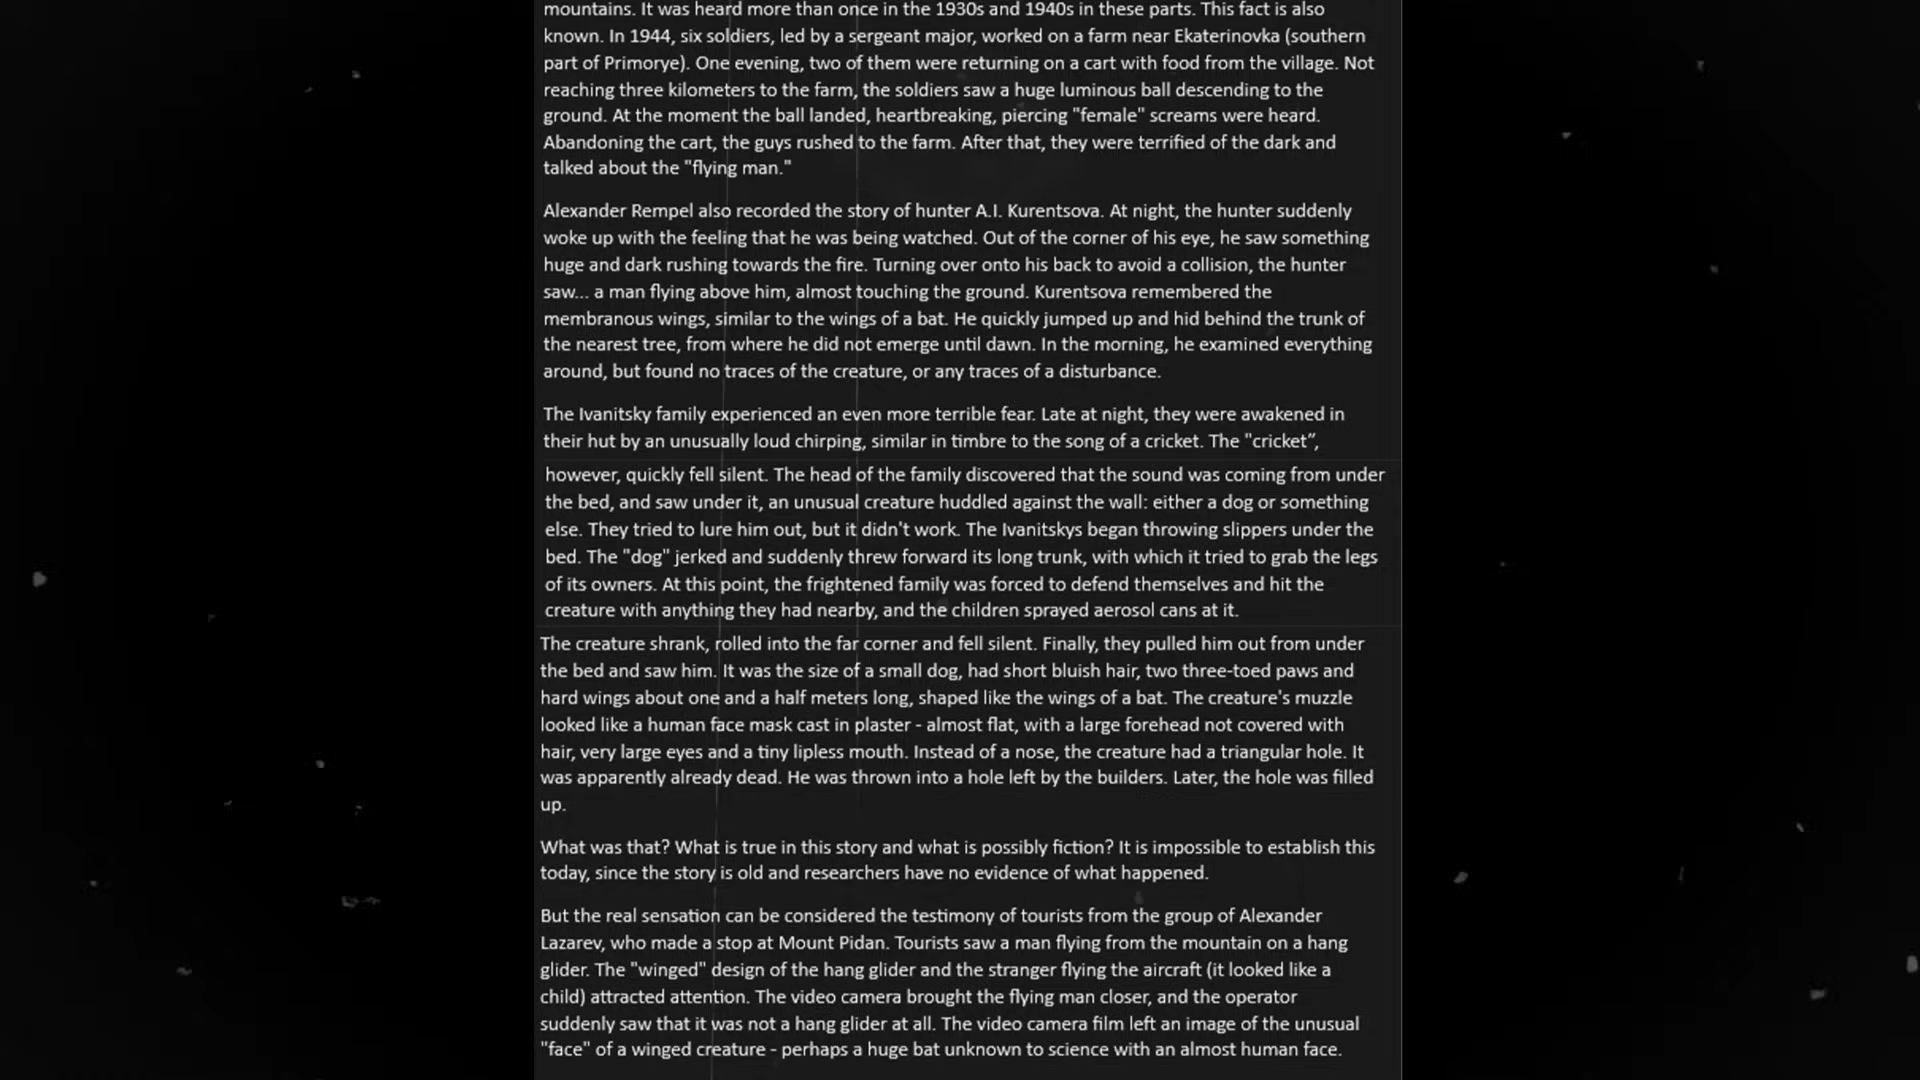 mountains. It was heard more than once in the 1930s and 1940s in these parts. This fact is also
known. In 1944, six soldiers, led by a sergeant major, worked on a farm near Ekaterinovka (southern
part of Primorye). One evening, two of them were returning on a cart with food from the village. Not
reaching three kilometers to the farm, the soldiers saw a huge luminous ball descending to the
ground. At the moment the ball landed, heartbreaking, piercing "female" screams were heard.
Abandoning the cart, the guys rushed to the farm. After that, they were terrified of the dark and
talked about the "flying man."
Alexander Rempel also recorded the story of hunter A.I. Kurentsova. At night, the hunter suddenly
woke up with the feeling that he was being watched. Out of the corner of his eye, he saw something
huge and dark rushing towards the fire. Turning over onto his back to avoid a collision, the hunter
saw... a man flying above him, almost touching the ground. Kurentsova remembered the
membranous wings, similar to the wings of a bat. He quickly jumped up and hid behind the trunk of
the nearest tree, from where he did not emerge until dawn. In the morning, he examined everything
around, but found no traces of the creature, or any traces of a disturbance.
The Ivanitsky family experienced an even more terrible fear. Late at night, they were awakened in
their hut by an unusually loud chirping, similar in timbre to the song of a cricket. The "cricket”,
however, quickly fell silent. The head of the family discovered that the sound was coming from under
the bed, and saw under it, an unusual creature huddled against the wall: either a dog or something
else. They tried to lure him out, but it didn't work. The Ivanitskys began throwing slippers under the
bed. The "dog" jerked and suddenly threw forward its long trunk, with which it tried to grab the legs
of its owners. At this point, the frightened family was forced to defend themselves and hit the
creature with anything they had nearby, and the children sprayed aerosol cans at it.
The creature shrank, rolled into the far corner and fell silent. Finally, they pulled him out from under
the bed and saw him. It was the size of a small dog, had short bluish hair, two three-toed paws and
hard wings about one and a half meters long, shaped like the wings of a bat. The creature's muzzle
looked like a human face mask cast in plaster - almost flat, with a large forehead not covered with
hair, very large eyes and a tiny lipless mouth. Instead of a nose, the creature had a triangular hole. It
was apparently already dead. He was thrown into a hole left by the builders. Later, the hole was filled
up.
What was that? What is true in this story and what is possibly fiction? It is impossible to establish this
today, since the story is old and researchers have no evidence of what happened.
But the real sensation can be considered the testimony of tourists from the group of Alexander
Lazarev, who made a stop at Mount Pidan. Tourists saw a man flying from the mountain on a hang
glider. The "winged" design of the hang glider and the stranger flying the aircraft (it looked like a
child) attracted attention. The video camera brought the flying man closer, and the operator
suddenly saw that it was not a hang glider at all. The video camera film left an image of the unusual
"face" of a winged creature - perhaps a huge bat unknown to science with an almost human face.